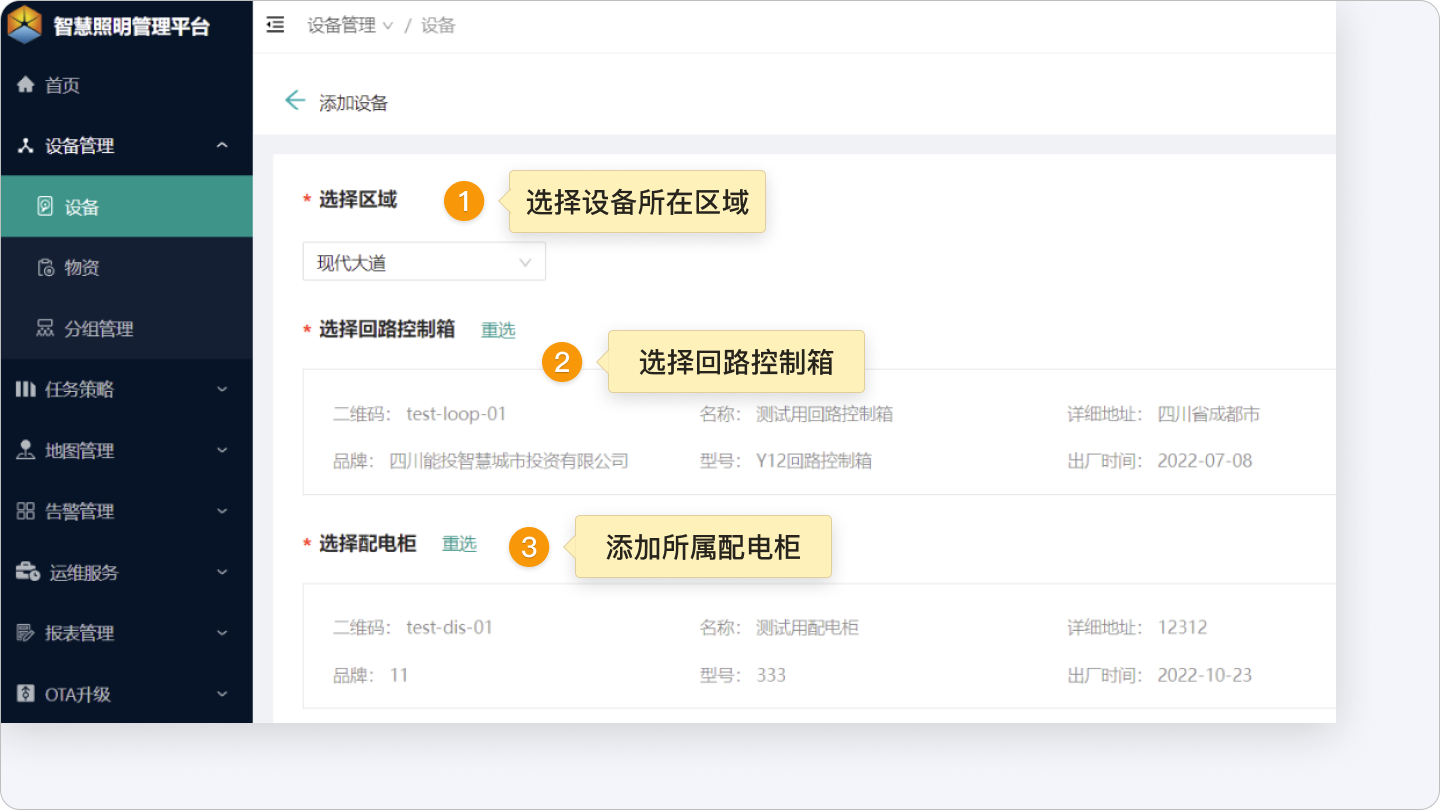 智慧照明管理平台
设备管理 / 设备
首页
添加设备
设备管理
设备
物资
分组管理
任务策略
地图管理
告警管理
运维服务
报表管理
OTA升级
* 选择区域
1 选择设备所在区域
现代大道
* 选择回路控制箱 重选
2 选择回路控制箱
二维码: test-loop-01 名称: 测试用回路控制箱 详细地址: 四川省成都市
品牌: 四川能投智慧城市投资有限公司 型号: Y12回路控制箱 出厂时间: 2022-07-08
* 选择配电柜 重选
3 添加所属配电柜
二维码: test-dis-01 名称: 测试用配电柜 详细地址: 12312
品牌: 11 型号: 333 出厂时间: 2022-10-23